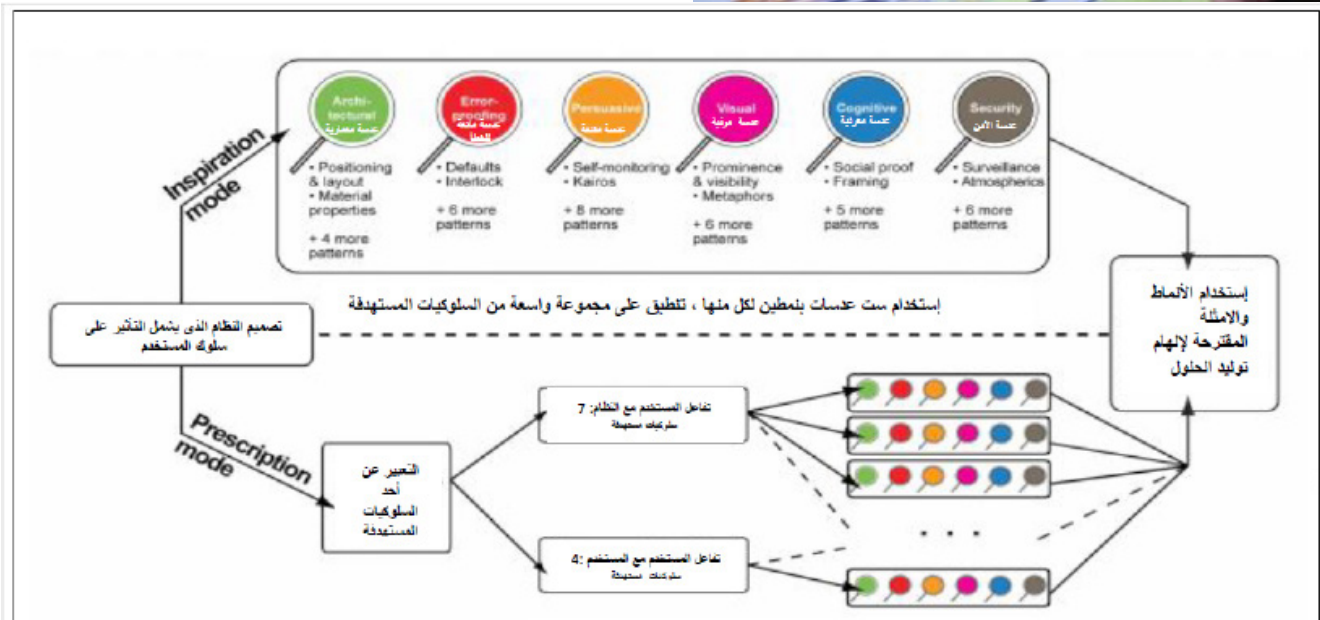 Inspiration
mode
Archi-
tectural
عدسة معمارية
Error-
proofing
Persuasive
عدسة مقنعة
Visual
عدسة مرئية
Cognitive
عدسة معرفية
Security
عدسة الأمن
• Positioning
& layout
• Material
properties
+ 4 more
patterns
• Defaults
• Interlock
+ 6 more
patterns
• Self-monitoring
• Kairos
+ 8 more
patterns
• Prominence
& visibility
• Metaphors
+ 6 more
patterns
• Social proof
• Framing
+ 5 more
patterns
• Surveillance
• Atmospherics
+ 6 more
patterns
إستخدام ست عدسات بنمطين لكل منها ، تنطبق على مجموعة واسعة من السلوكيات المستهدفة
تصميم النظام الذى يشمل التأثير على
سلوك المستخدم
إستخدام الأنماط
والامثلة
المقترحة لإلهام
توليد الحلول
Prescription
mode
التعبير عن
أحد
السلوكيات
المستهدفة
تفاعل المستخدم مع النظام: 7
سلوكيات مستهدفة
تفاعل المستخدم مع المستخدم :4
سلوكيات مستهدفة
. . .